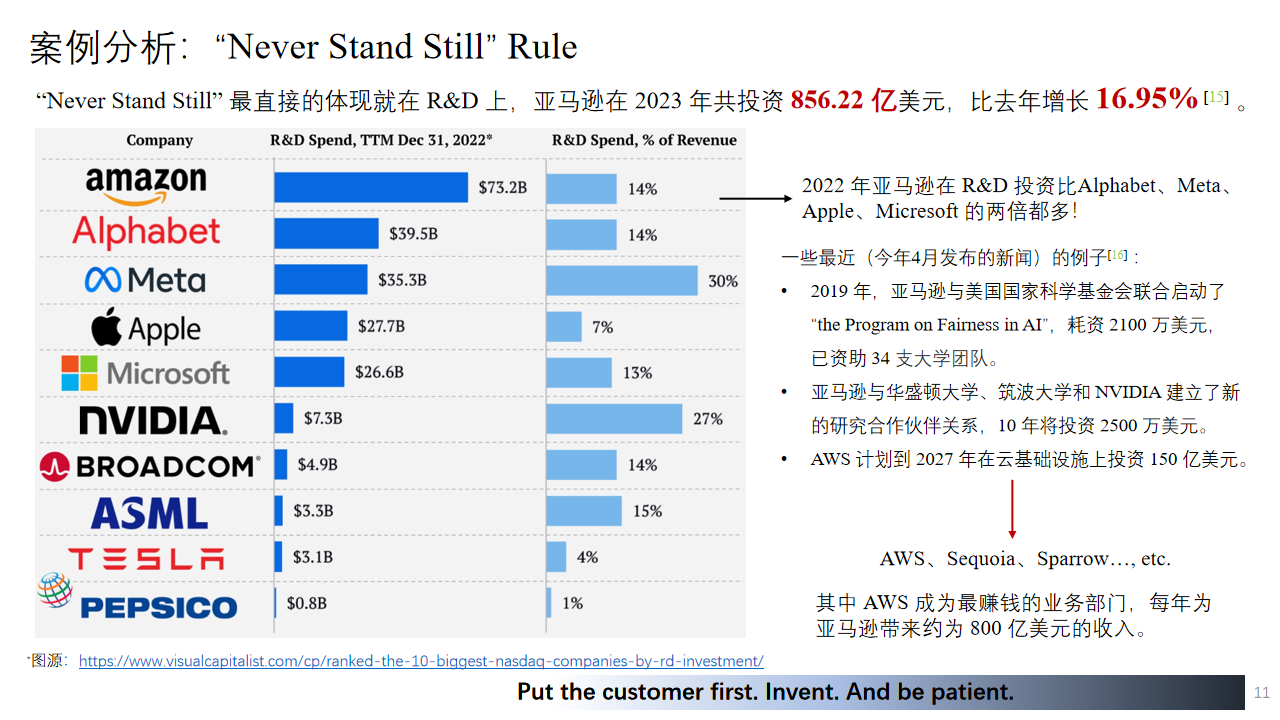 案例分析：“Never Stand Still” Rule
“Never Stand Still” 最直接的体现就在 R&D 上，亚马逊在 2023 年共投资 856.22 亿美元，比去年增长 16.95% [15] 。
Company R&D Spend, TTM Dec 31, 2022* R&D Spend, % of Revenue
amazon $73.2B 14%
Alphabet $39.5B 14%
Meta $35.3B 30%
Apple $27.7B 7%
Microsoft $26.6B 13%
NVIDIA. $7.3B 27%
BROADCOM® $4.9B 14%
ASML $3.3B 15%
TESLA $3.1B 4%
PEPSICO $0.8B 1%
2022 年亚马逊在 R&D 投资比Alphabet、Meta、
Apple、Micresoft 的两倍都多！
一些最近（今年4月发布的新闻）的例子[16]：
• 2019 年，亚马逊与美国国家科学基金会联合启动了
“the Program on Fairness in AI”，耗资 2100 万美元，
已资助 34 支大学团队。
• 亚马逊与华盛顿大学、筑波大学和 NVIDIA 建立了新
的研究合作伙伴关系，10 年将投资 2500 万美元。
• AWS 计划到 2027 年在云基础设施上投资 150 亿美元。
AWS、Sequoia、Sparrow…, etc.
其中 AWS 成为最赚钱的业务部门，每年为
亚马逊带来约为 800 亿美元的收入。
*图源：https://www.visualcapitalist.com/cp/ranked-the-10-biggest-nasdaq-companies-by-rd-investment/
Put the customer first. Invent. And be patient.
11